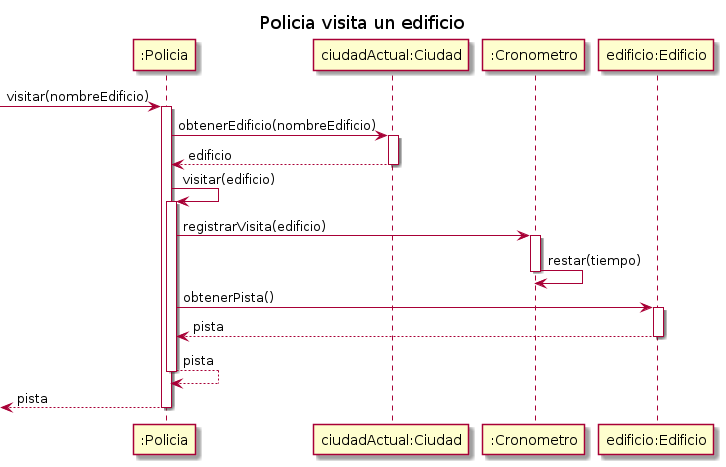 Policia visita un edificio
:Policia
ciudadActual:Ciudad
:Cronometro
edificio:Edificio
visitar(nombreEdificio)
obtenerEdificio(nombreEdificio)
edificio
visitar(edificio)
registrarVisita(edificio)
restar(tiempo)
obtenerPista()
pista
pista
pista
:Policia
ciudadActual:Ciudad
:Cronometro
edificio:Edificio